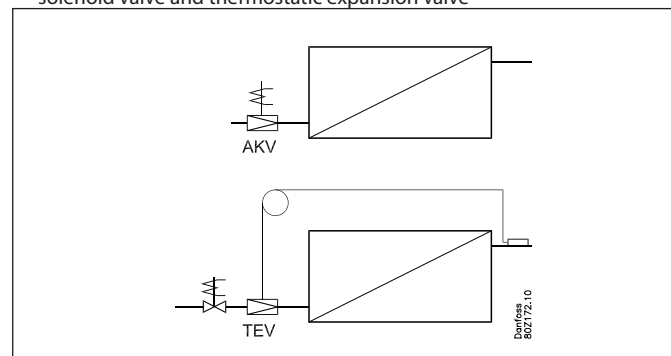 solenoid valve and thermostatic expansion valve
AKV
TEV
Danfoss
80Z172.10